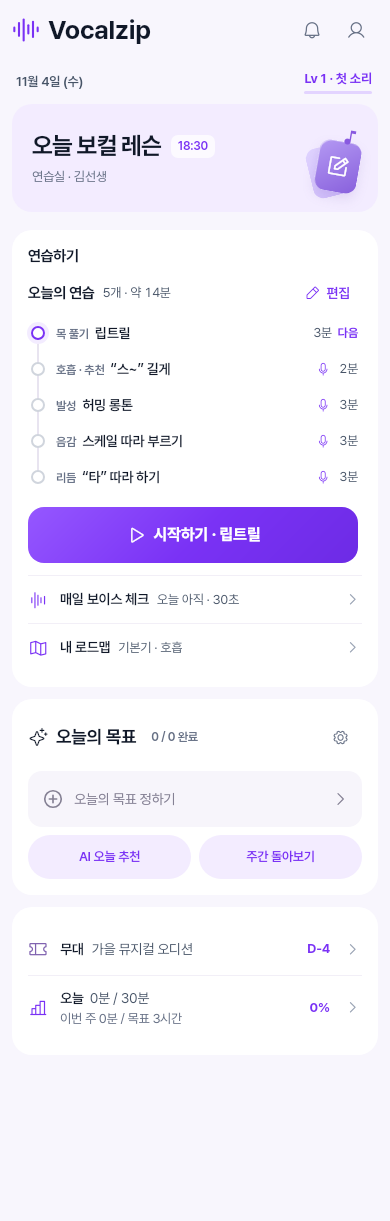 Vocalzip
11월 4일 (수)
Lv 1 · 첫 소리
오늘 보컬 레슨 18:30
연습실 · 김선생
연습하기
오늘의 연습 5개 · 약 14분 편집
목 풀기 립트릴 3분 다음
호흡 · 추천 “스~” 길게 2분
발성 허밍 롱톤 3분
음감 스케일 따라 부르기 3분
리듬 “타” 따라 하기 3분
시작하기 · 립트릴
매일 보이스 체크 오늘 아직 · 30초
내 로드맵 기본기 · 호흡
오늘의 목표 0 / 0 완료
오늘의 목표 정하기
AI 오늘 추천 주간 돌아보기
무대 가을 뮤지컬 오디션 D-4
오늘 0분 / 30분
이번 주 0분 / 목표 3시간
0%